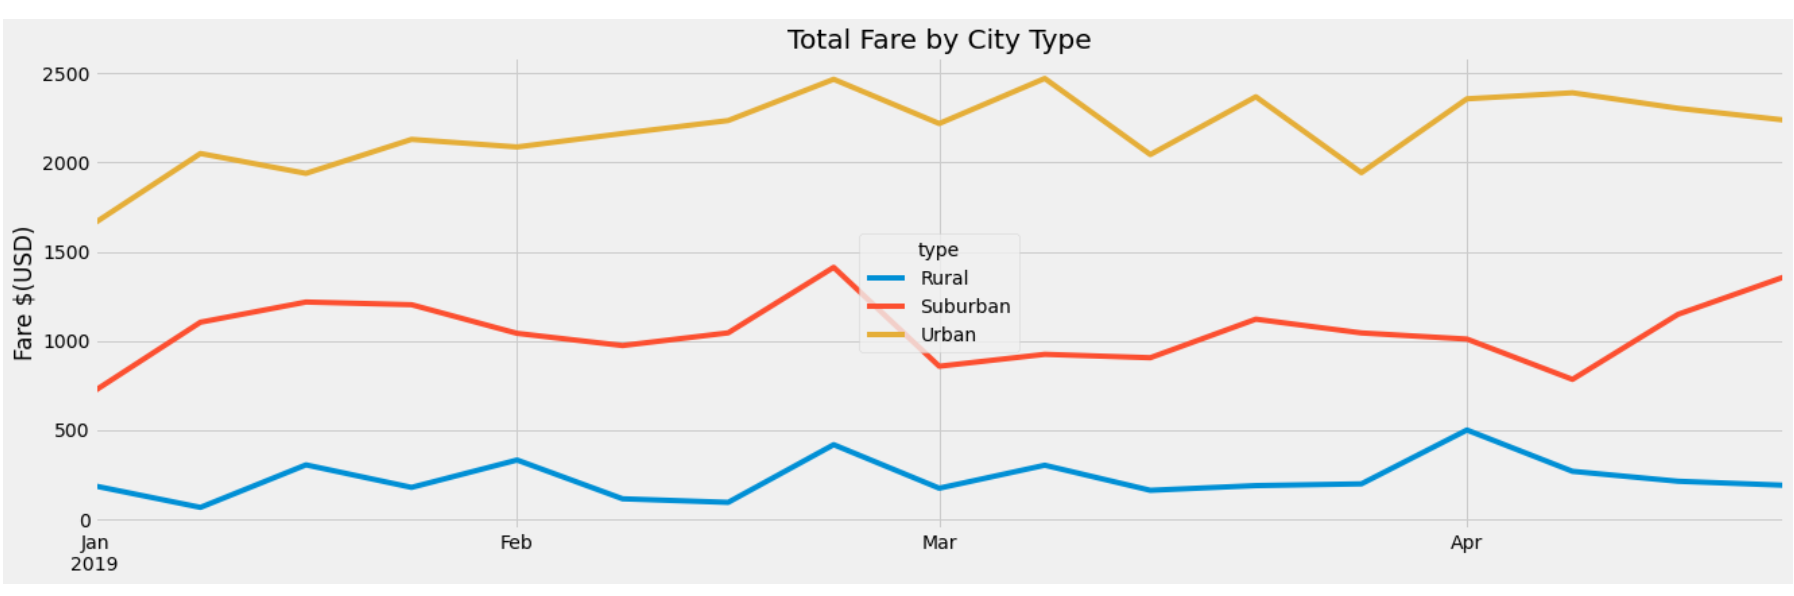 Total Fare by City Type
2500
2000
1500
1000
500
0
Fare $(USD)
type
Rural
Suburban
Urban
Jan Feb Mar Apr
2019